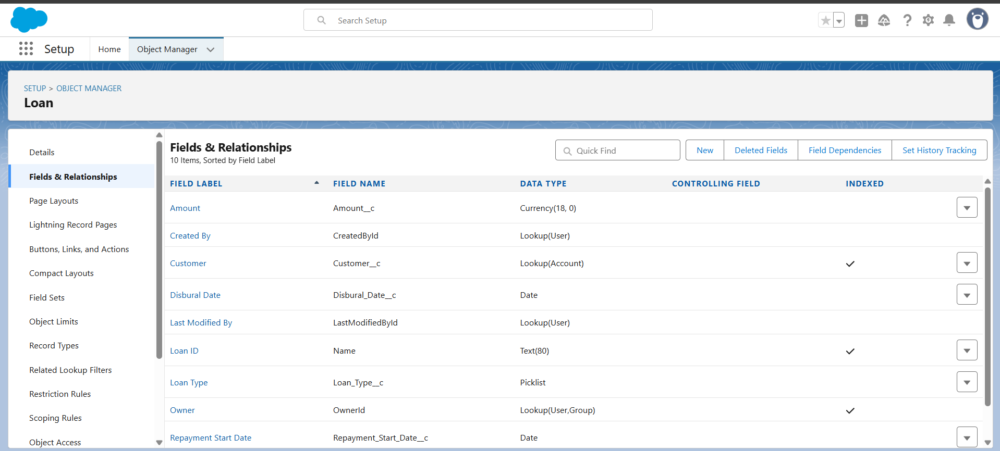 Search Setup
Setup
Home
Object Manager
SETUP > OBJECT MANAGER
Loan
Details
Fields & Relationships
Page Layouts
Lightning Record Pages
Buttons, Links, and Actions
Compact Layouts
Field Sets
Object Limits
Record Types
Related Lookup Filters
Restriction Rules
Scoping Rules
Object Access
Fields & Relationships
10 Items, Sorted by Field Label
Quick Find
New
Deleted Fields
Field Dependencies
Set History Tracking
FIELD LABEL FIELD NAME DATA TYPE CONTROLLING FIELD INDEXED
Amount Amount__c Currency(18, 0)
Created By CreatedById Lookup(User)
Customer Customer__c Lookup(Account)
Disbural Date Disbural_Date__c Date
Last Modified By LastModifiedById Lookup(User)
Loan ID Name Text(80)
Loan Type Loan_Type__c Picklist
Owner OwnerId Lookup(User,Group)
Repayment Start Date Repayment_Start_Date__c Date